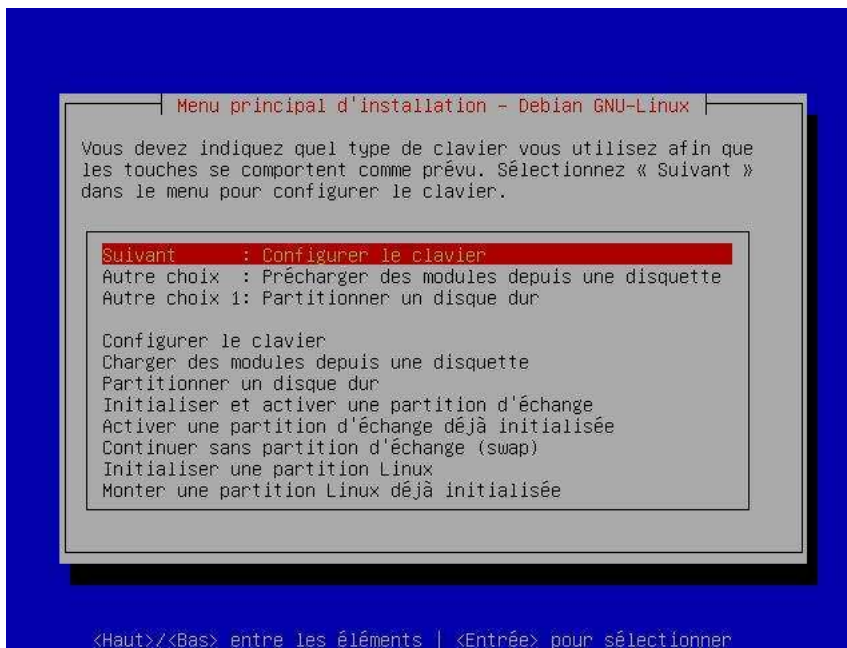 Menu principal d'installation - Debian GNU-Linux
Vous devez indiquez quel type de clavier vous utilisez afin que
les touches se comportent comme prévu. Sélectionnez « Suivant »
dans le menu pour configurer le clavier.
Suivant : Configurer le clavier
Autre choix : Précharger des modules depuis une disquette
Autre choix 1: Partitionner un disque dur
Configurer le clavier
Charger des modules depuis une disquette
Partitionner un disque dur
Initialiser et activer une partition d'échange
Activer une partition d'échange déjà initialisée
Continuer sans partition d'échange (swap)
Initialiser une partition Linux
Monter une partition Linux déjà initialisée
<Haut>/<Bas> entre les éléments | <Entrée> pour sélectionner